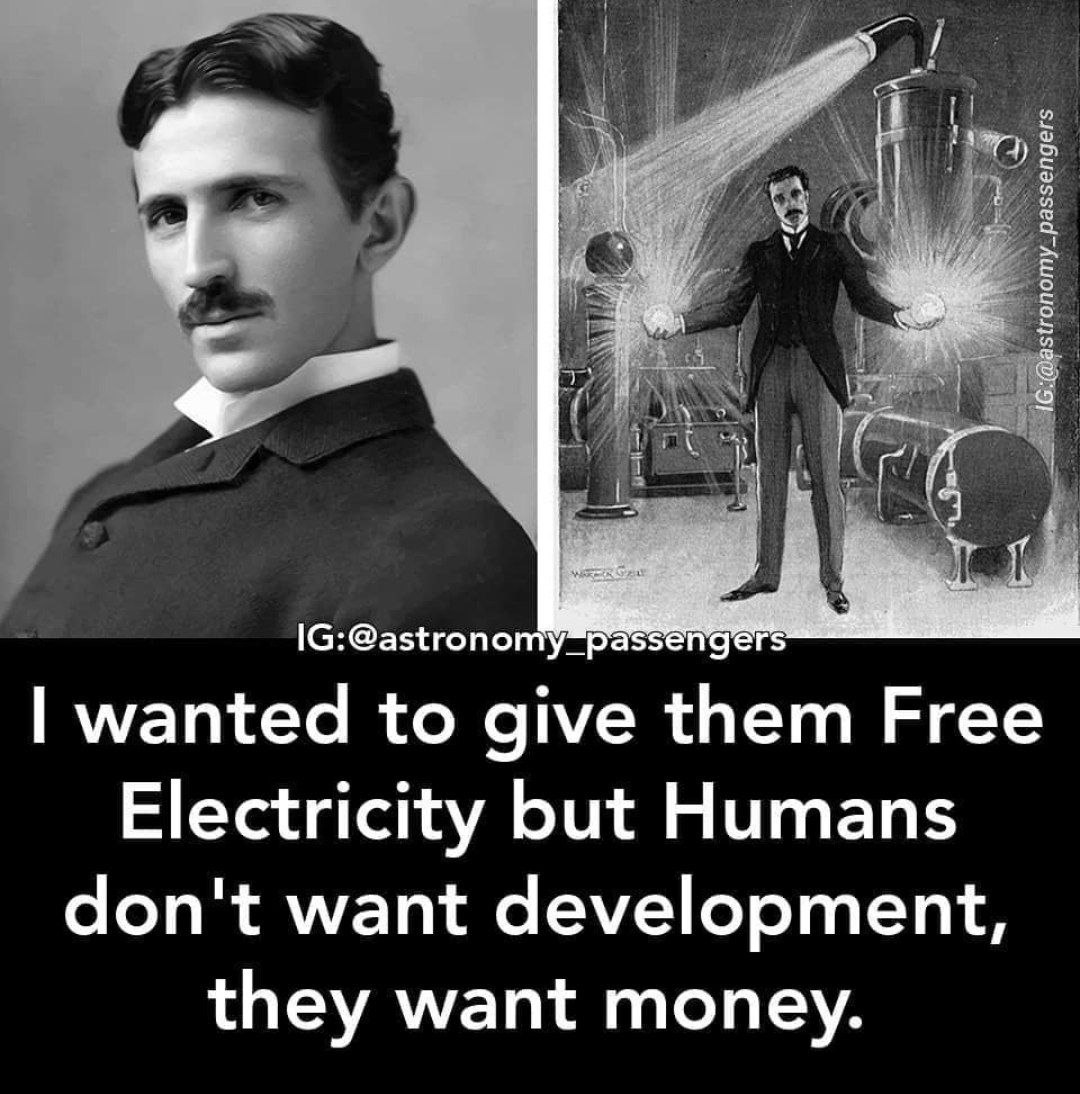 IG:@astronomy_passengers
IG:@astronomy_passengers
I wanted to give them Free
Electricity but Humans
don't want development,
they want money.